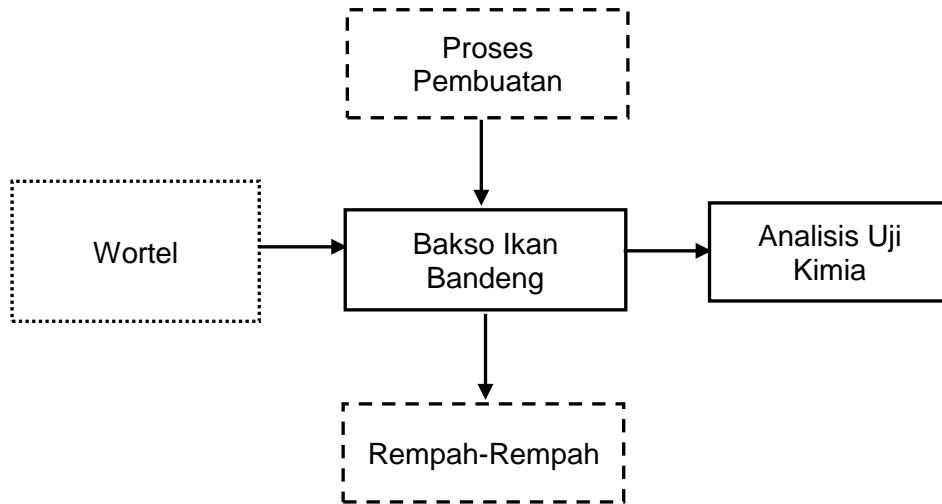 Proses
Pembuatan
Wortel
Bakso Ikan
Bandeng
Analisis Uji
Kimia
Rempah-Rempah